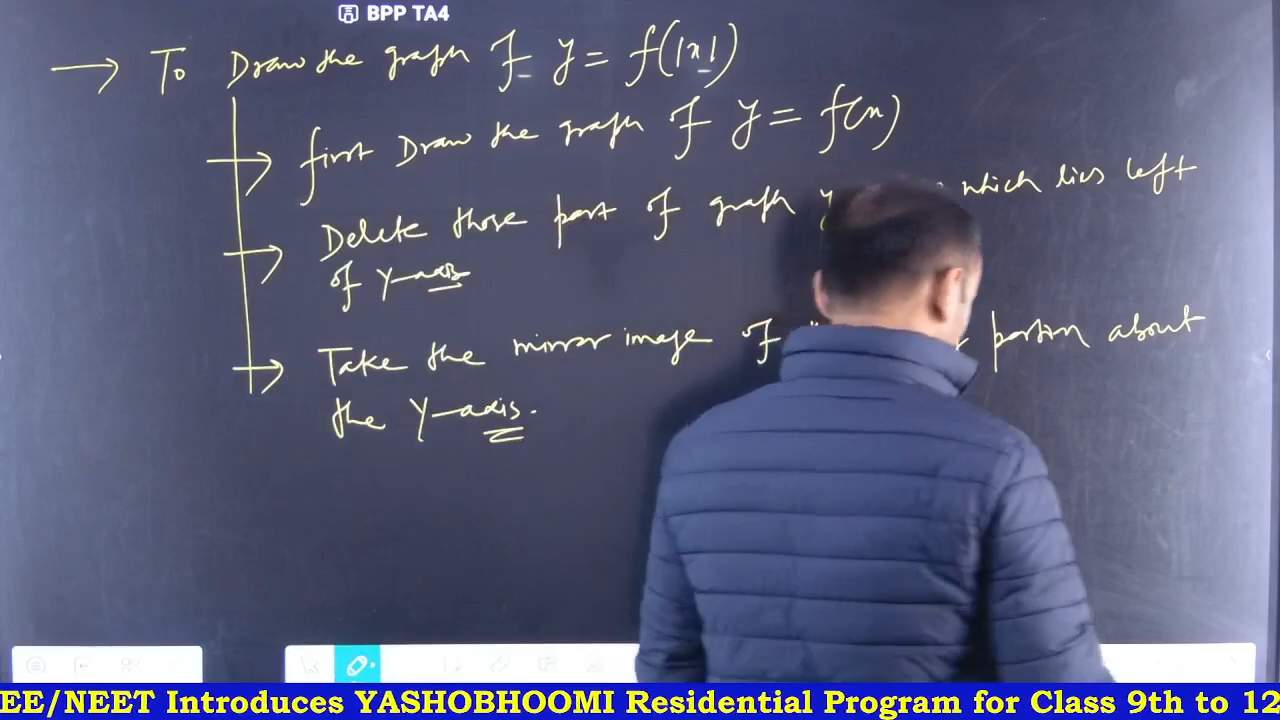 BPP TA4
→ To Draw the graph of y = f(|x|)
→ first Draw the graph of y = f(x)
→ Delete those part of graph y which lies left
of y-axis
→ Take the mirror image of portion about
the y-axis.
EE/NEET Introduces YASHOBHOOMI Residential Program for Class 9th to 12